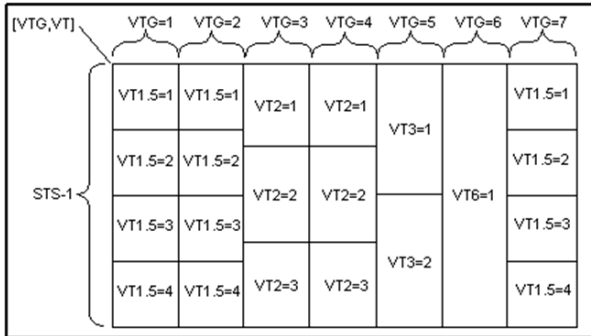 [VTG,VT] VTG=1 VTG=2 VTG=3 VTG=4 VTG=5 VTG=6 VTG=7
VT1.5=1 VT1.5=1 VT2=1 VT2=1 VT3=1 VT1.5=1
VT1.5=2 VT1.5=2 VT1.5=2
STS-1 VT2=2 VT2=2 VT6=1
VT1.5=3 VT1.5=3 VT1.5=3
VT3=2
VT1.5=4 VT1.5=4 VT2=3 VT2=3 VT1.5=4